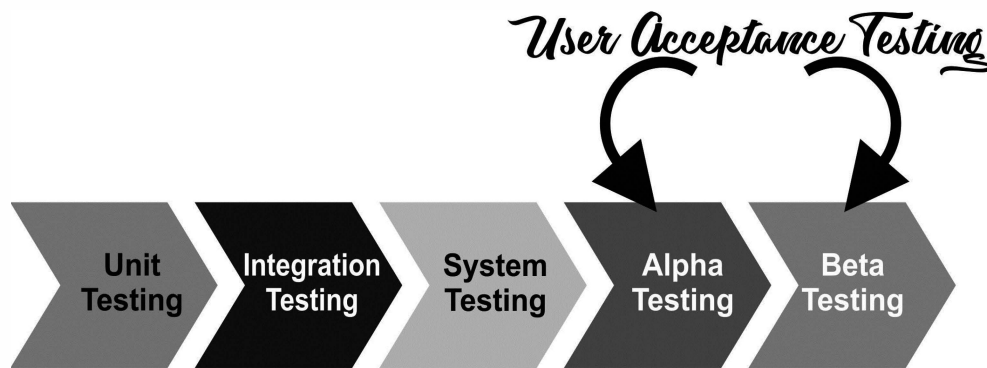 User Acceptance Testing
Unit
Testing
Integration
Testing
System
Testing
Alpha
Testing
Beta
Testing